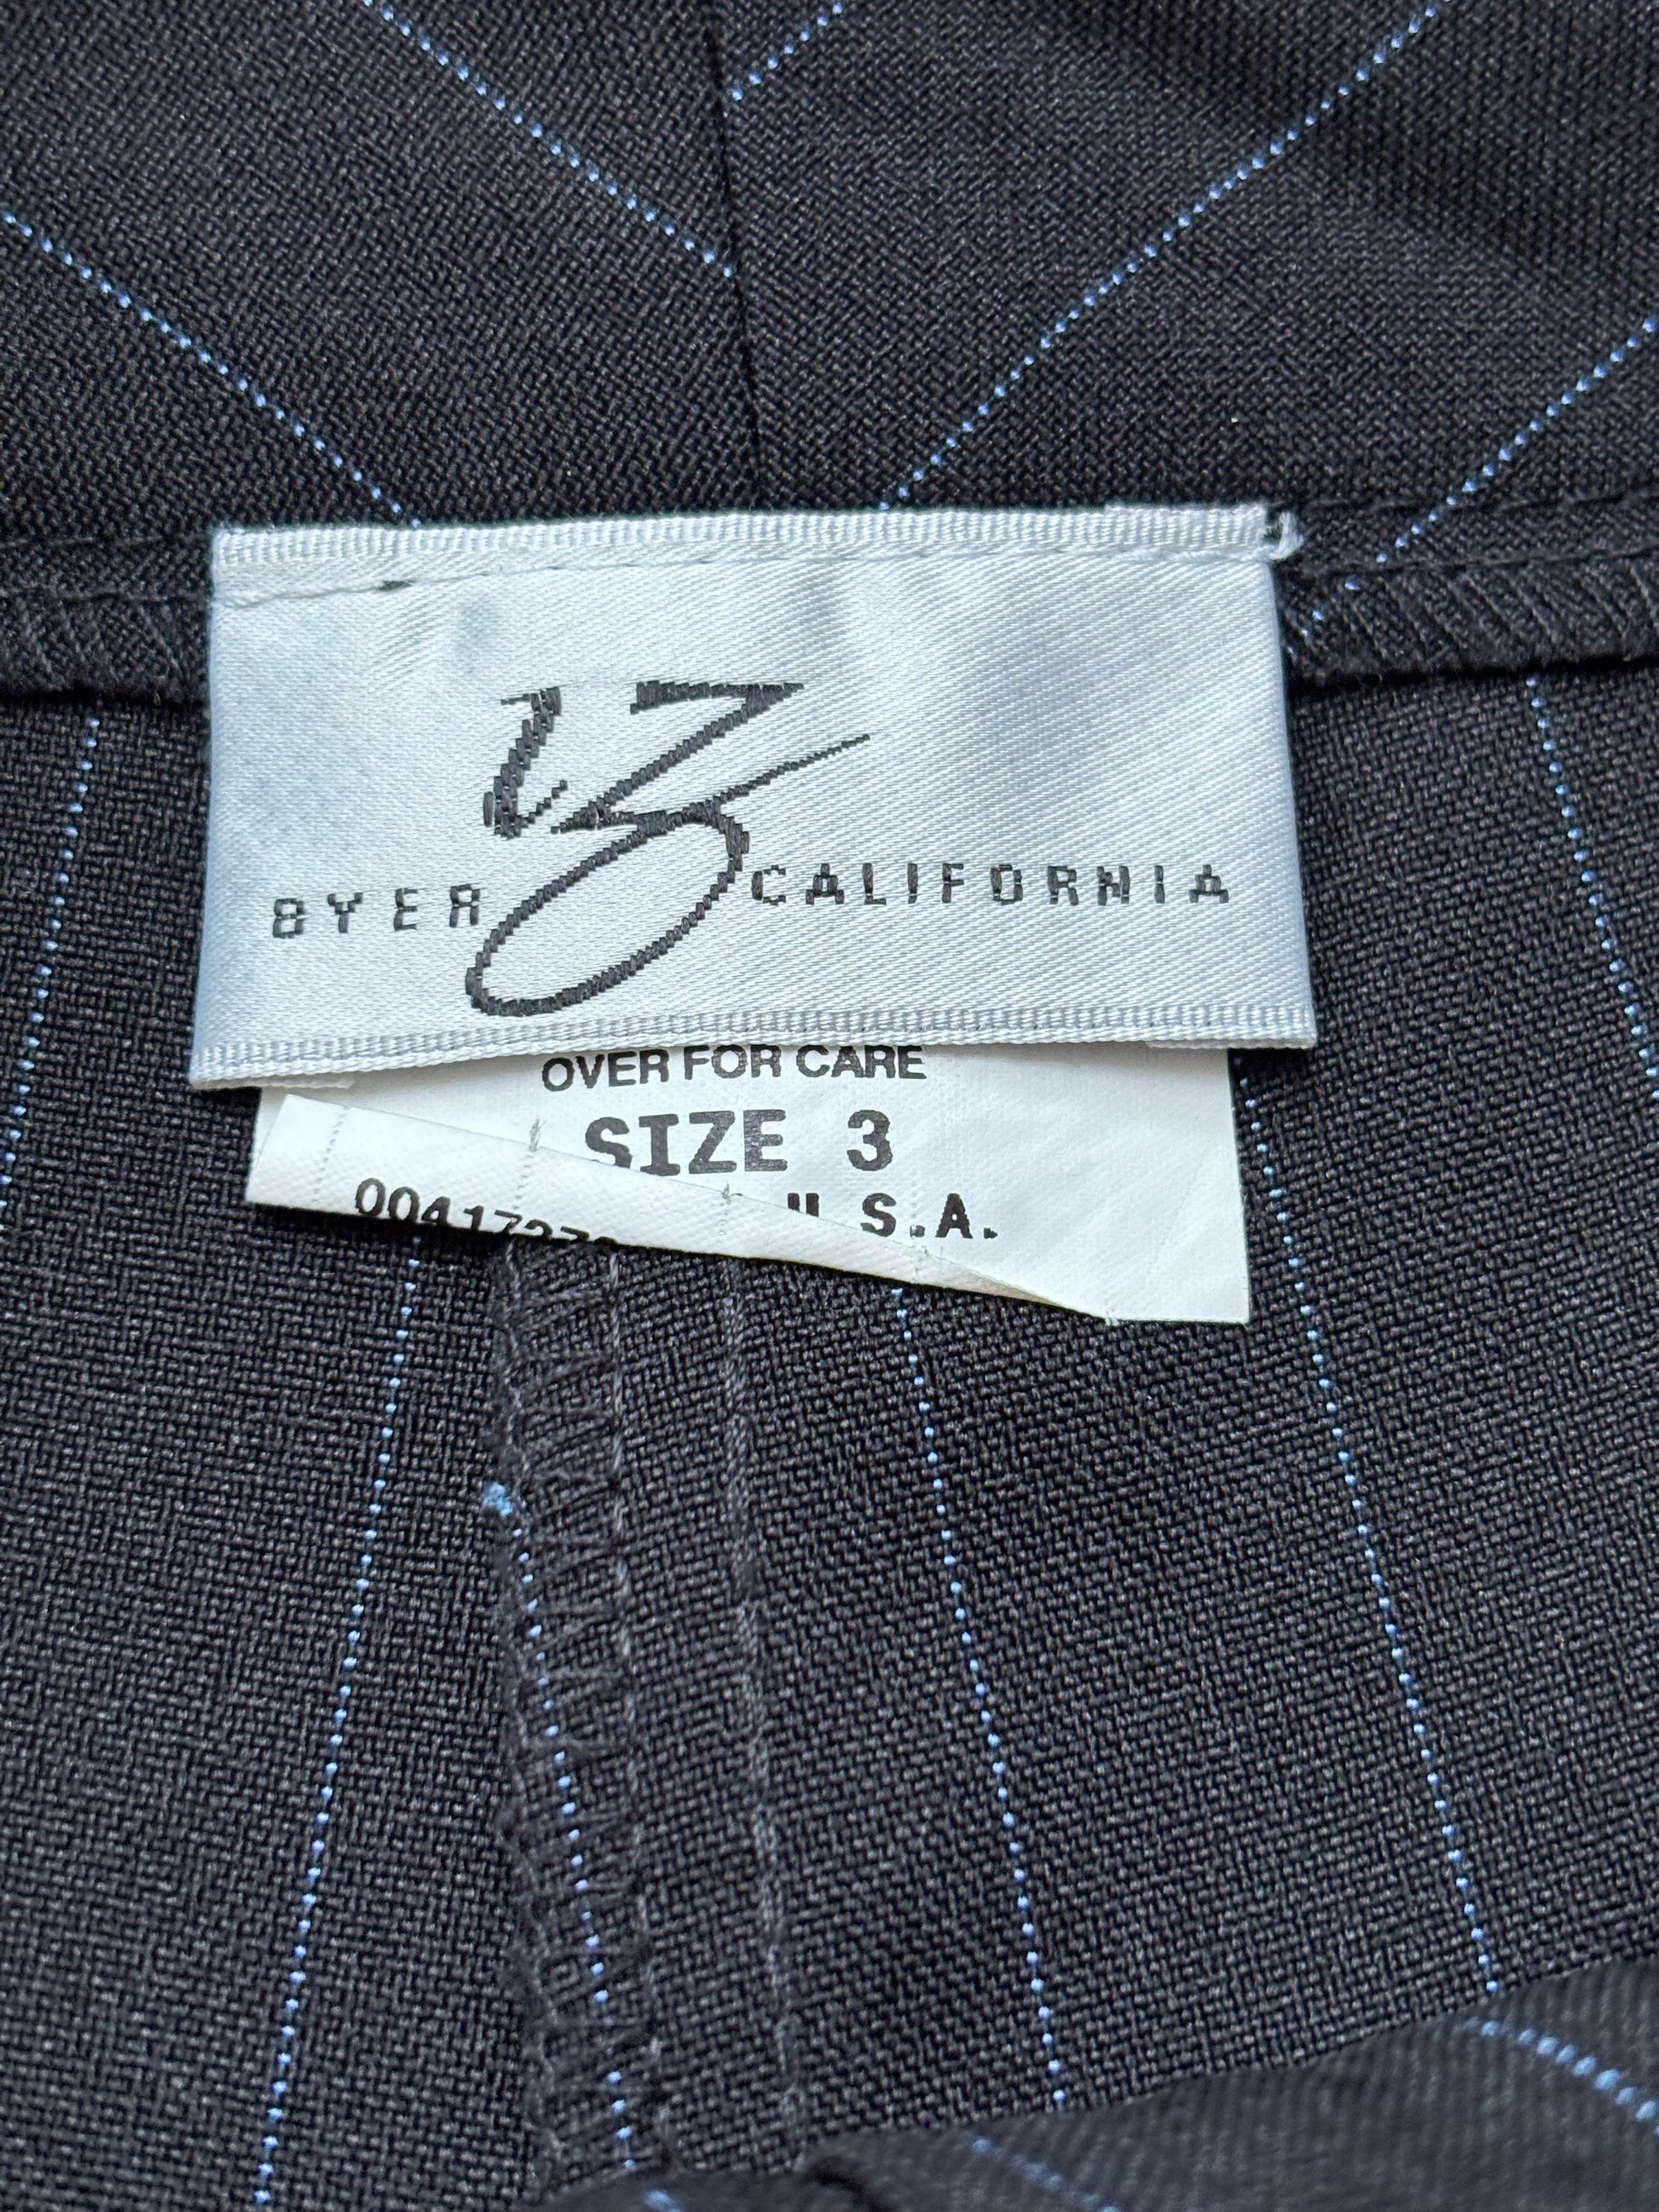 BYER CALIFORNIA
OVER FOR CARE
SIZE 3
U.S.A.